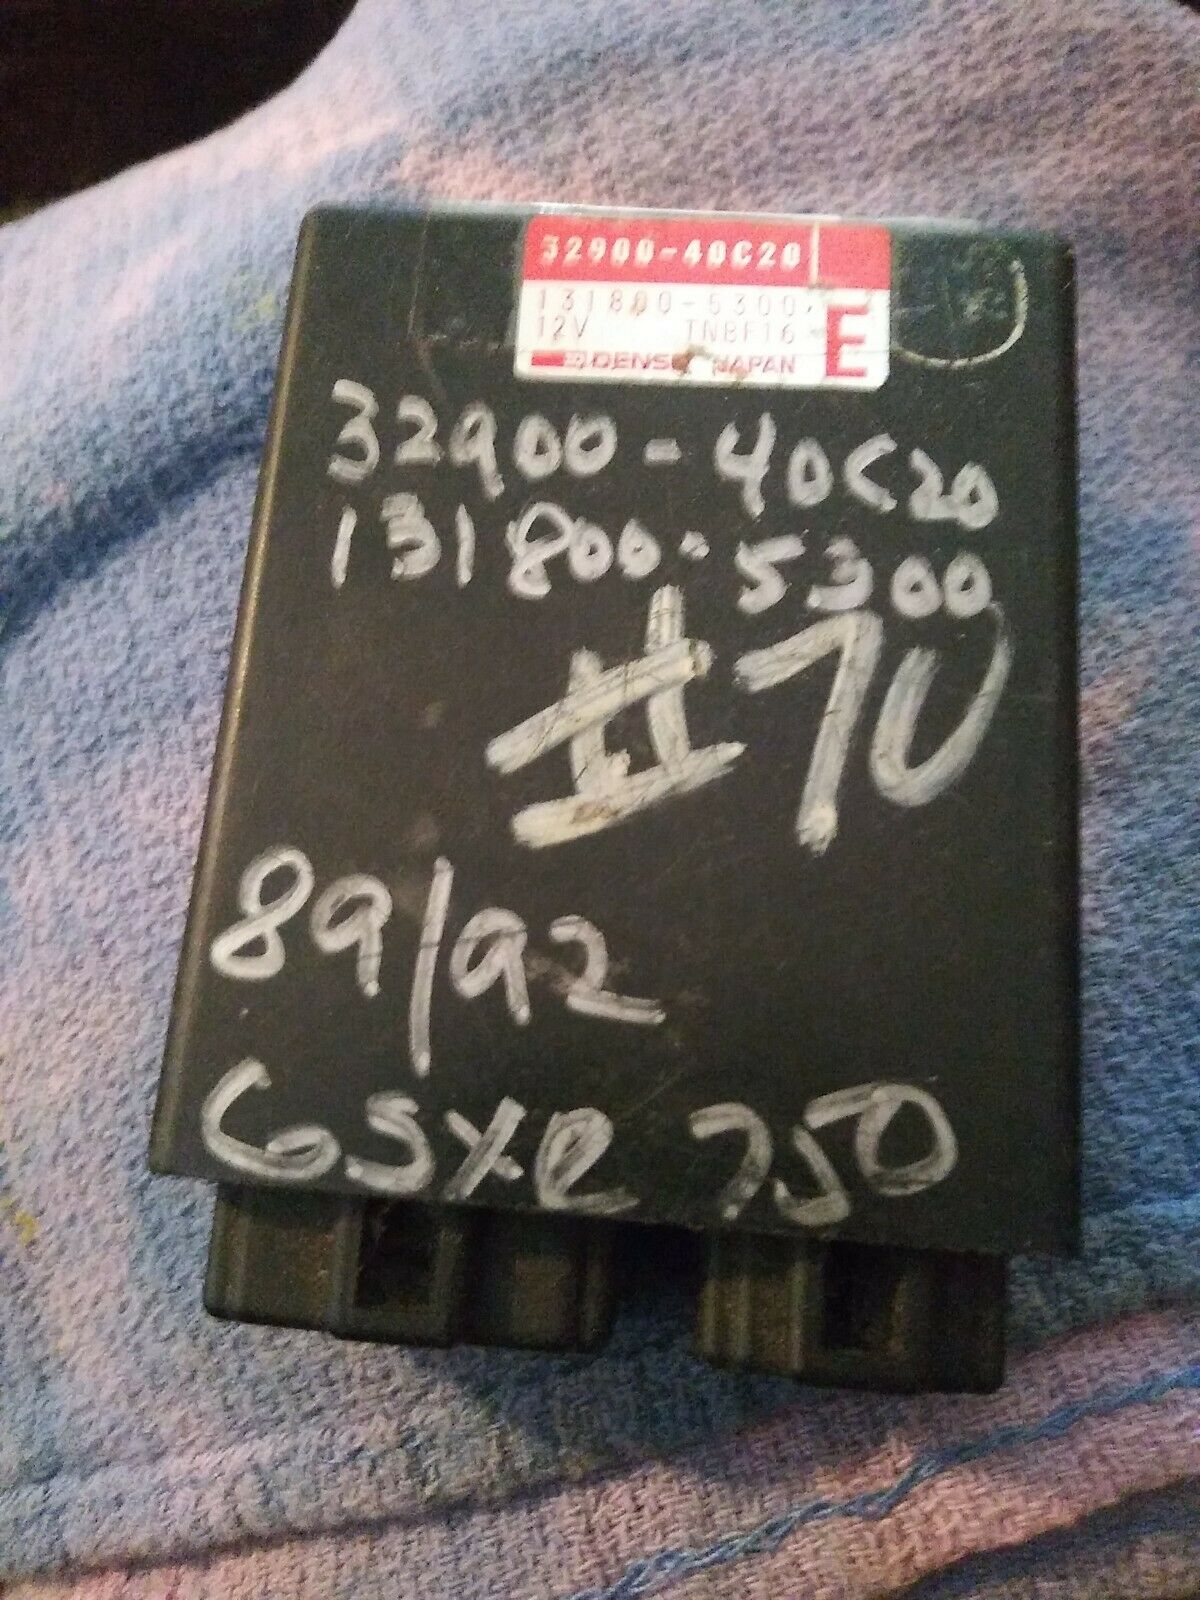 32900-40C20
131800-5300
12V TNBF16
E
DENSO JAPAN
32900-40C20
131800-5300
#70
89/92
GSXR 750